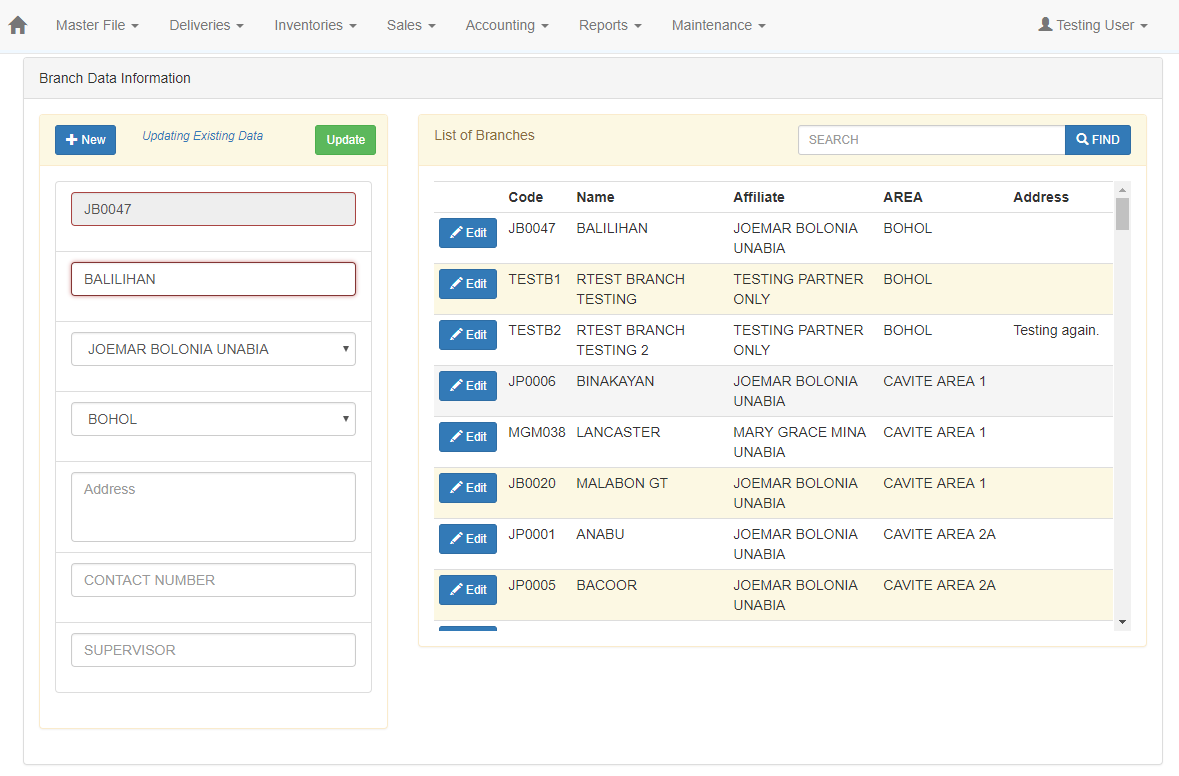 Master File Deliveries Inventories Sales Accounting Reports Maintenance Testing User
Branch Data Information
New Updating Existing Data Update
JB0047
BALILIHAN
JOEMAR BOLONIA UNABIA
BOHOL
Address
CONTACT NUMBER
SUPERVISOR
List of Branches SEARCH FIND
Code Name Affiliate AREA Address
Edit JB0047 BALILIHAN JOEMAR BOLONIA BOHOL
UNABIA
Edit TESTB1 RTEST BRANCH TESTING PARTNER BOHOL
TESTING ONLY
Edit TESTB2 RTEST BRANCH TESTING PARTNER BOHOL Testing again.
TESTING 2 ONLY
Edit JP0006 BINAKAYAN JOEMAR BOLONIA CAVITE AREA 1
UNABIA
Edit MGM038 LANCASTER MARY GRACE MINA CAVITE AREA 1
UNABIA
Edit JB0020 MALABON GT JOEMAR BOLONIA CAVITE AREA 1
UNABIA
Edit JP0001 ANABU JOEMAR BOLONIA CAVITE AREA 2A
UNABIA
Edit JP0005 BACOOR JOEMAR BOLONIA CAVITE AREA 2A
UNABIA